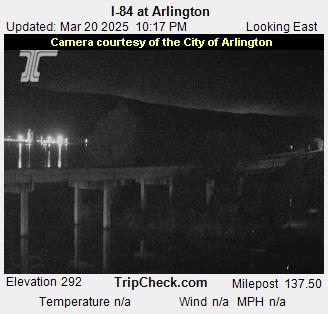 I-84 at Arlington
Updated: Mar 20 2025 10:17 PM Looking East
Camera courtesy of the City of Arlington
Elevation 292 TripCheck.com Milepost 137.50
Temperature n/a Wind n/a MPH n/a